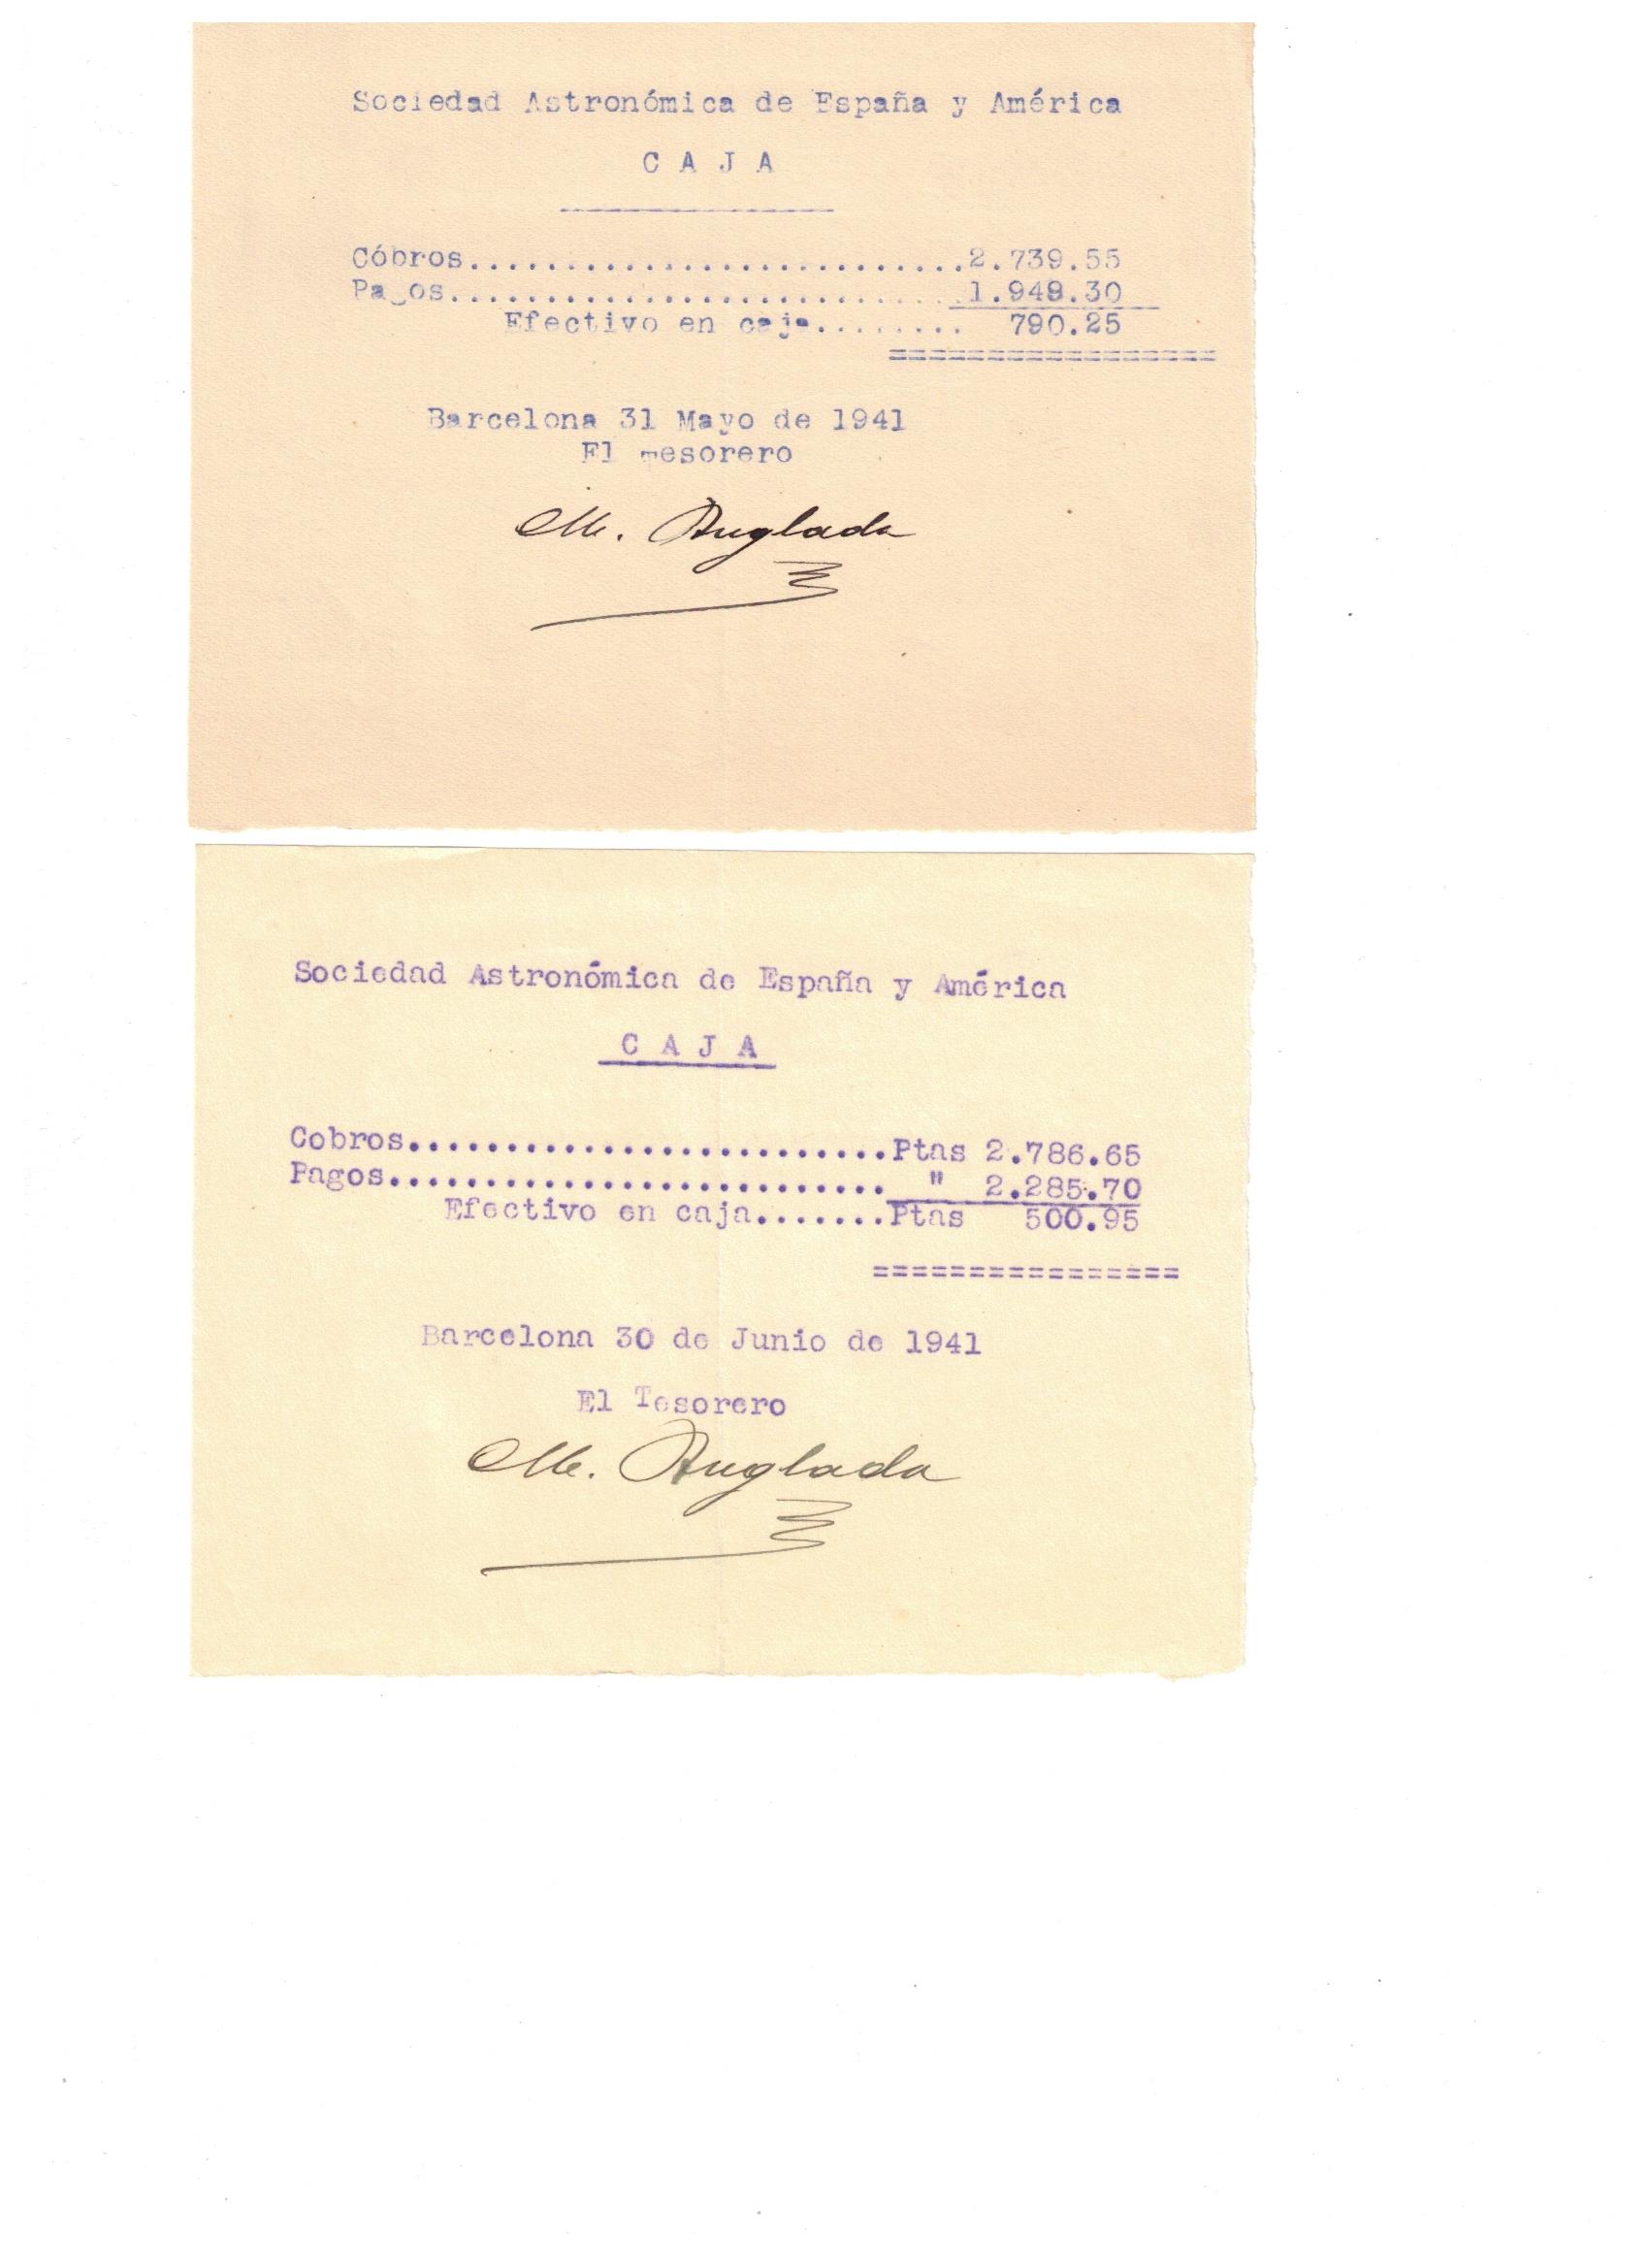 Sociedad Astronómica de España y América
C A J A
Cóbros..........................2.739.55
Pagos...........................1.949.30
Efectivo en caja........ 790.25
=================
Barcelona 31 Mayo de 1941
El Tesorero
M. Anglada
Sociedad Astronómica de España y América
C A J A
Cobros.........................Ptas 2.786.65
Pagos.......................... " 2.285.70
Efectivo en caja.......Ptas 500.95
================
Barcelona 30 de Junio de 1941
El Tesorero
M. Anglada